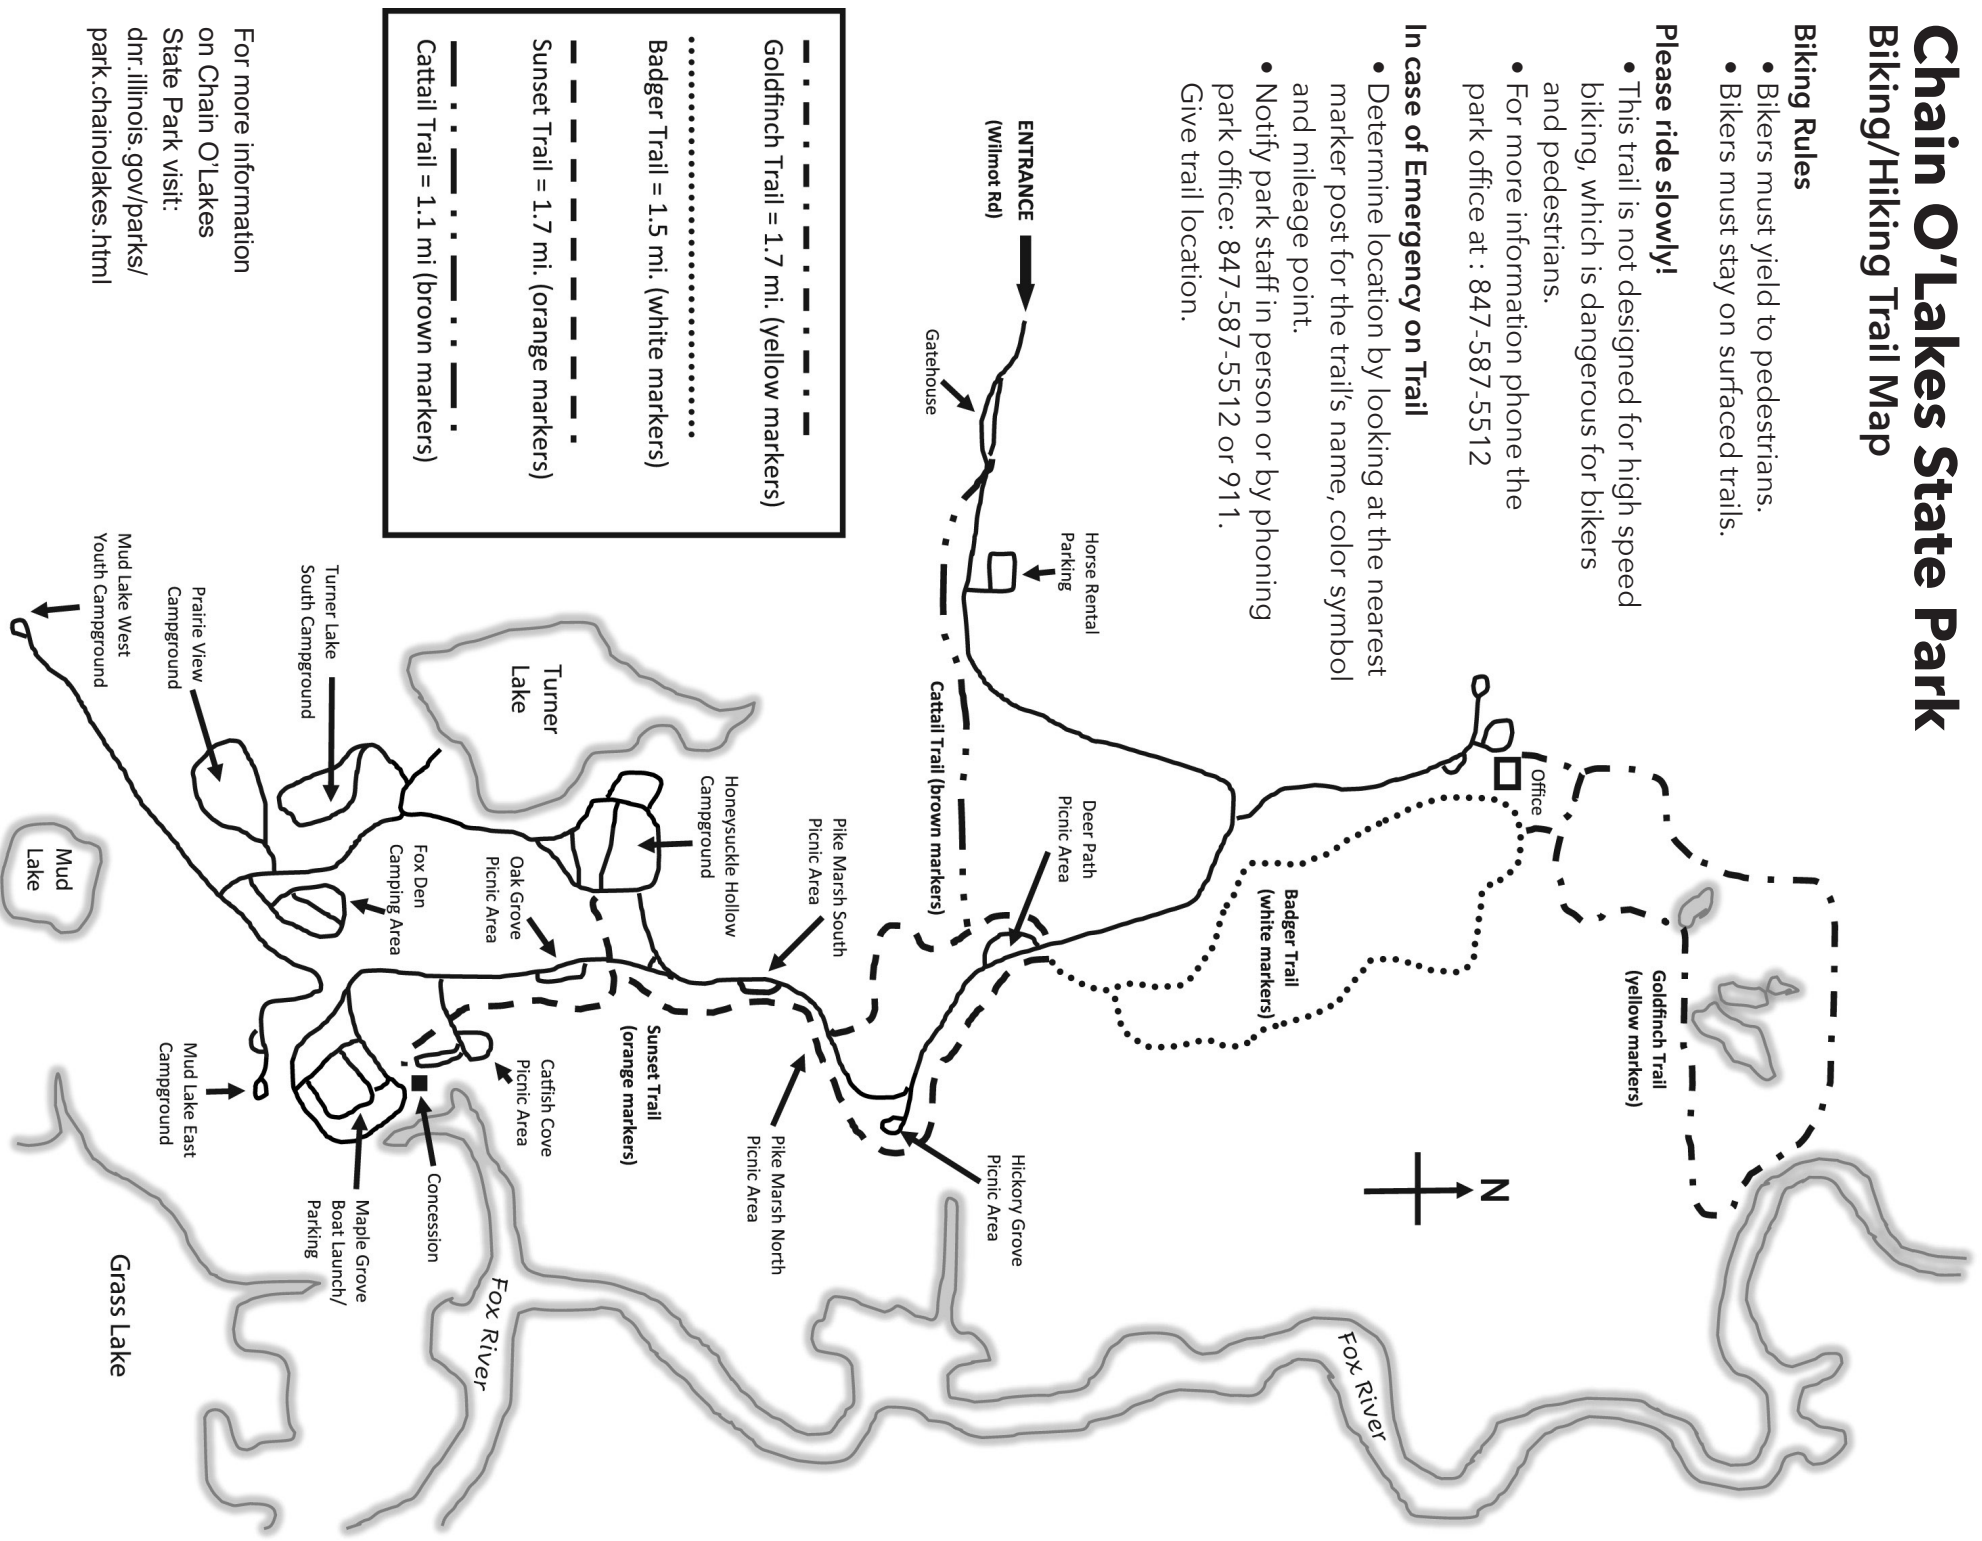 Chain O'Lakes State Park
Biking/Hiking Trail Map
Biking Rules
• Bikers must yield to pedestrians.
• Bikers must stay on surfaced trails.
Please ride slowly!
• This trail is not designed for high speed
biking, which is dangerous for bikers
and pedestrians.
• For more information phone the
park office at : 847-587-5512
In case of Emergency on Trail
• Determine location by looking at the nearest
marker post for the trail's name, color symbol
and mileage point.
• Notify park staff in person or by phoning
park office: 847-587-5512 or 911.
Give trail location.
ENTRANCE
(Wilmot Rd)
Gatehouse
Horse Rental
Parking
Office
Goldfinch Trail
(yellow markers)
Badger Trail
(white markers)
Deer Path
Picnic Area
Cattail Trail (brown markers)
N
Hickory Grove
Picnic Area
Fox River
Pike Marsh South
Picnic Area
Pike Marsh North
Picnic Area
Honeysuckle Hollow
Campground
Sunset Trail
(orange markers)
Turner
Lake
Oak Grove
Picnic Area
Catfish Cove
Picnic Area
Fox River
Concession
Fox Den
Camping Area
Maple Grove
Boat Launch/
Parking
Turner Lake
South Campground
Prairie View
Campground
Mud Lake East
Campground
Mud Lake West
Youth Campground
Mud
Lake
Grass Lake
Goldfinch Trail = 1.7 mi. (yellow markers)
Badger Trail = 1.5 mi. (white markers)
Sunset Trail = 1.7 mi. (orange markers)
Cattail Trail = 1.1 mi (brown markers)
For more information
on Chain O'Lakes
State Park visit:
dnr.illinois.gov/parks/
park.chainolakes.html